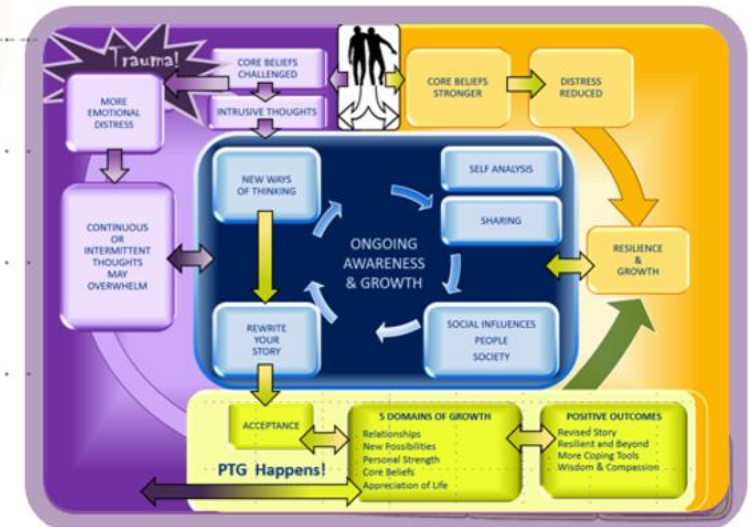 Trauma!
CORE BELIEFS
CHALLENGED
INTRUSIVE THOUGHTS
MORE
EMOTIONAL
DISTRESS
CONTINUOUS
OR
INTERMITTENT
THOUGHTS
MAY
OVERWHELM
CORE BELIEFS
STRONGER
DISTRESS
REDUCED
RESILIENCE
& GROWTH
NEW WAYS
OF THINKING
SELF ANALYSIS
SHARING
ONGOING
AWARENESS
& GROWTH
REWRITE
YOUR
STORY
SOCIAL INFLUENCES
PEOPLE
SOCIETY
ACCEPTANCE
PTG Happens!
5 DOMAINS OF GROWTH
Relationships
New Possibilities
Personal Strength
Core Beliefs
Appreciation of Life
POSITIVE OUTCOMES
Revised Story
Resilient and Beyond
More Coping Tools
Wisdom & Compassion